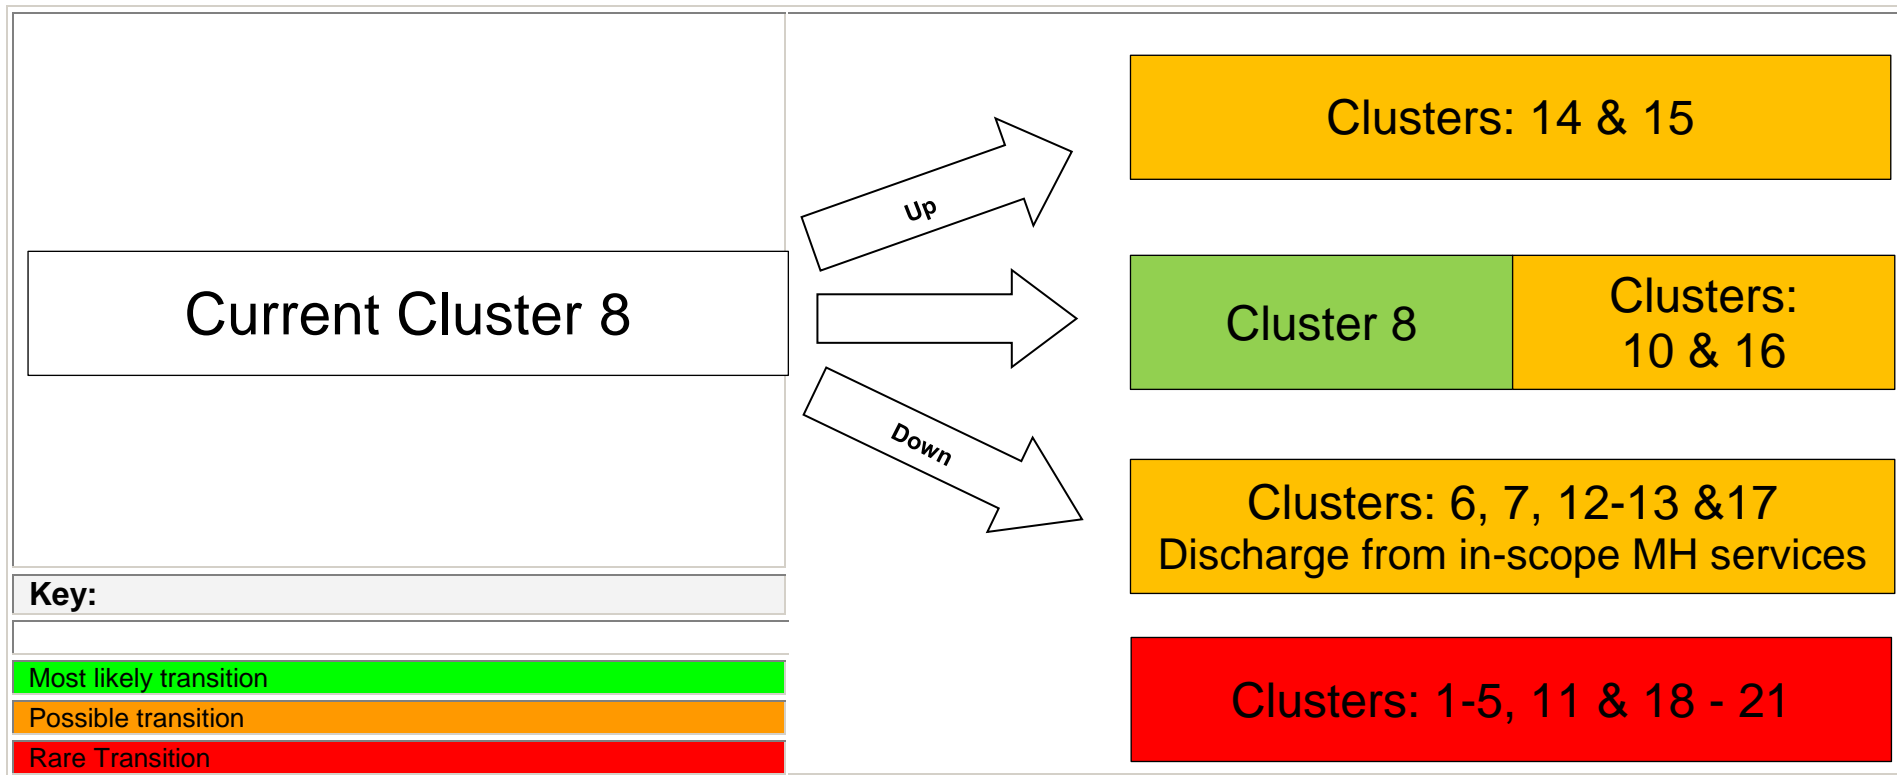 Current Cluster 8
Key:
Most likely transition
Possible transition
Rare Transition
Up
Down
Clusters: 14 & 15
Cluster 8
Clusters:
10 & 16
Clusters: 6, 7, 12-13 &17
Discharge from in-scope MH services
Clusters: 1-5, 11 & 18 - 21